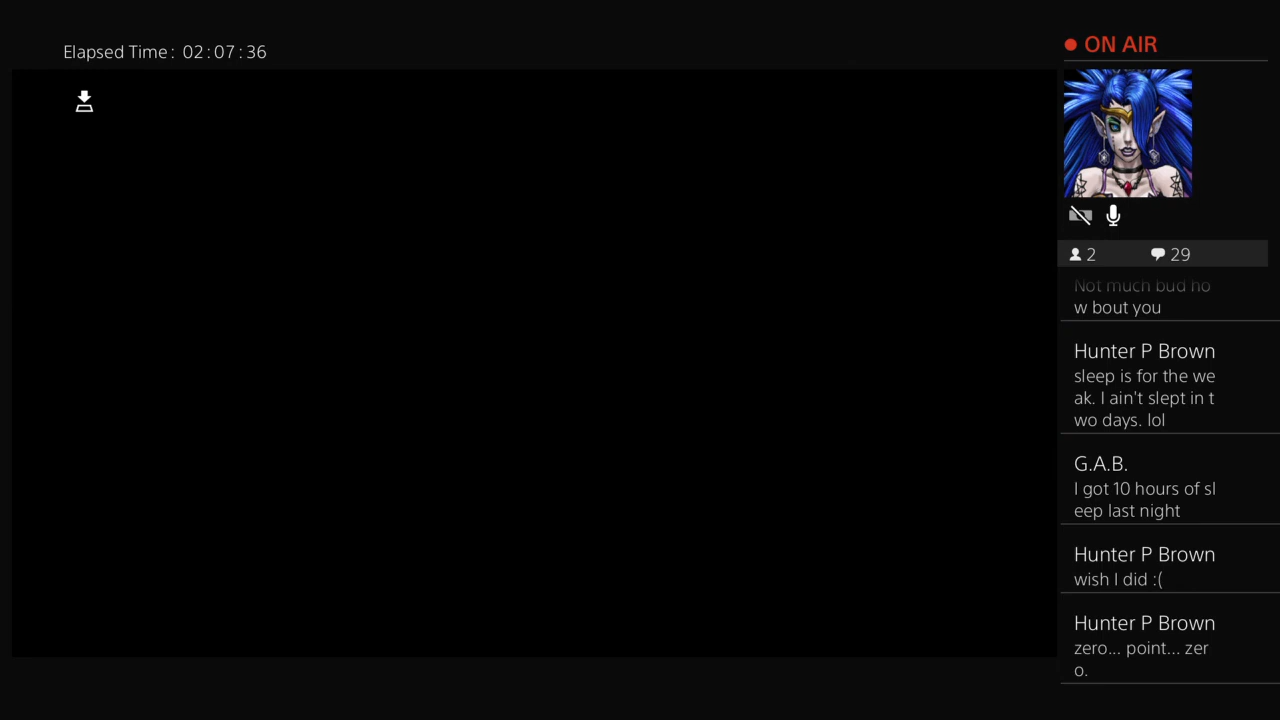 Elapsed Time: 02:07:36
ON AIR
2 29
Not much bud ho
w bout you
Hunter P Brown
sleep is for the we
ak. I ain't slept in t
wo days. lol
G.A.B.
I got 10 hours of sl
eep last night
Hunter P Brown
wish I did :(
Hunter P Brown
zero... point... zer
o.